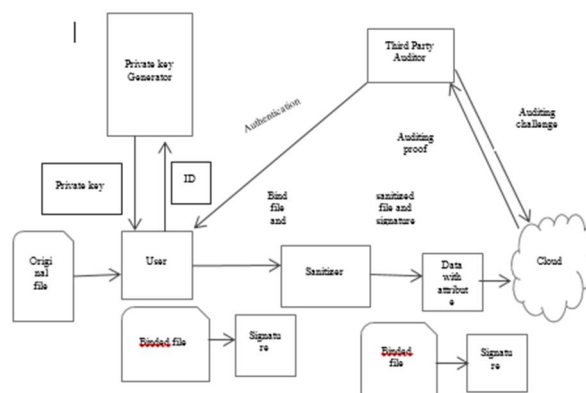 Private key
Generator
Third Party
Auditor
Authentication
Auditing
challenge
Auditing
proof
Private key
ID
Bind
file
and
sanitized
file and
signature
Origi
nal
file
User
Sanitizer
Data
with
attribut
e
Cloud
Binded file
Signatu
re
Binded
file
Signatu
re